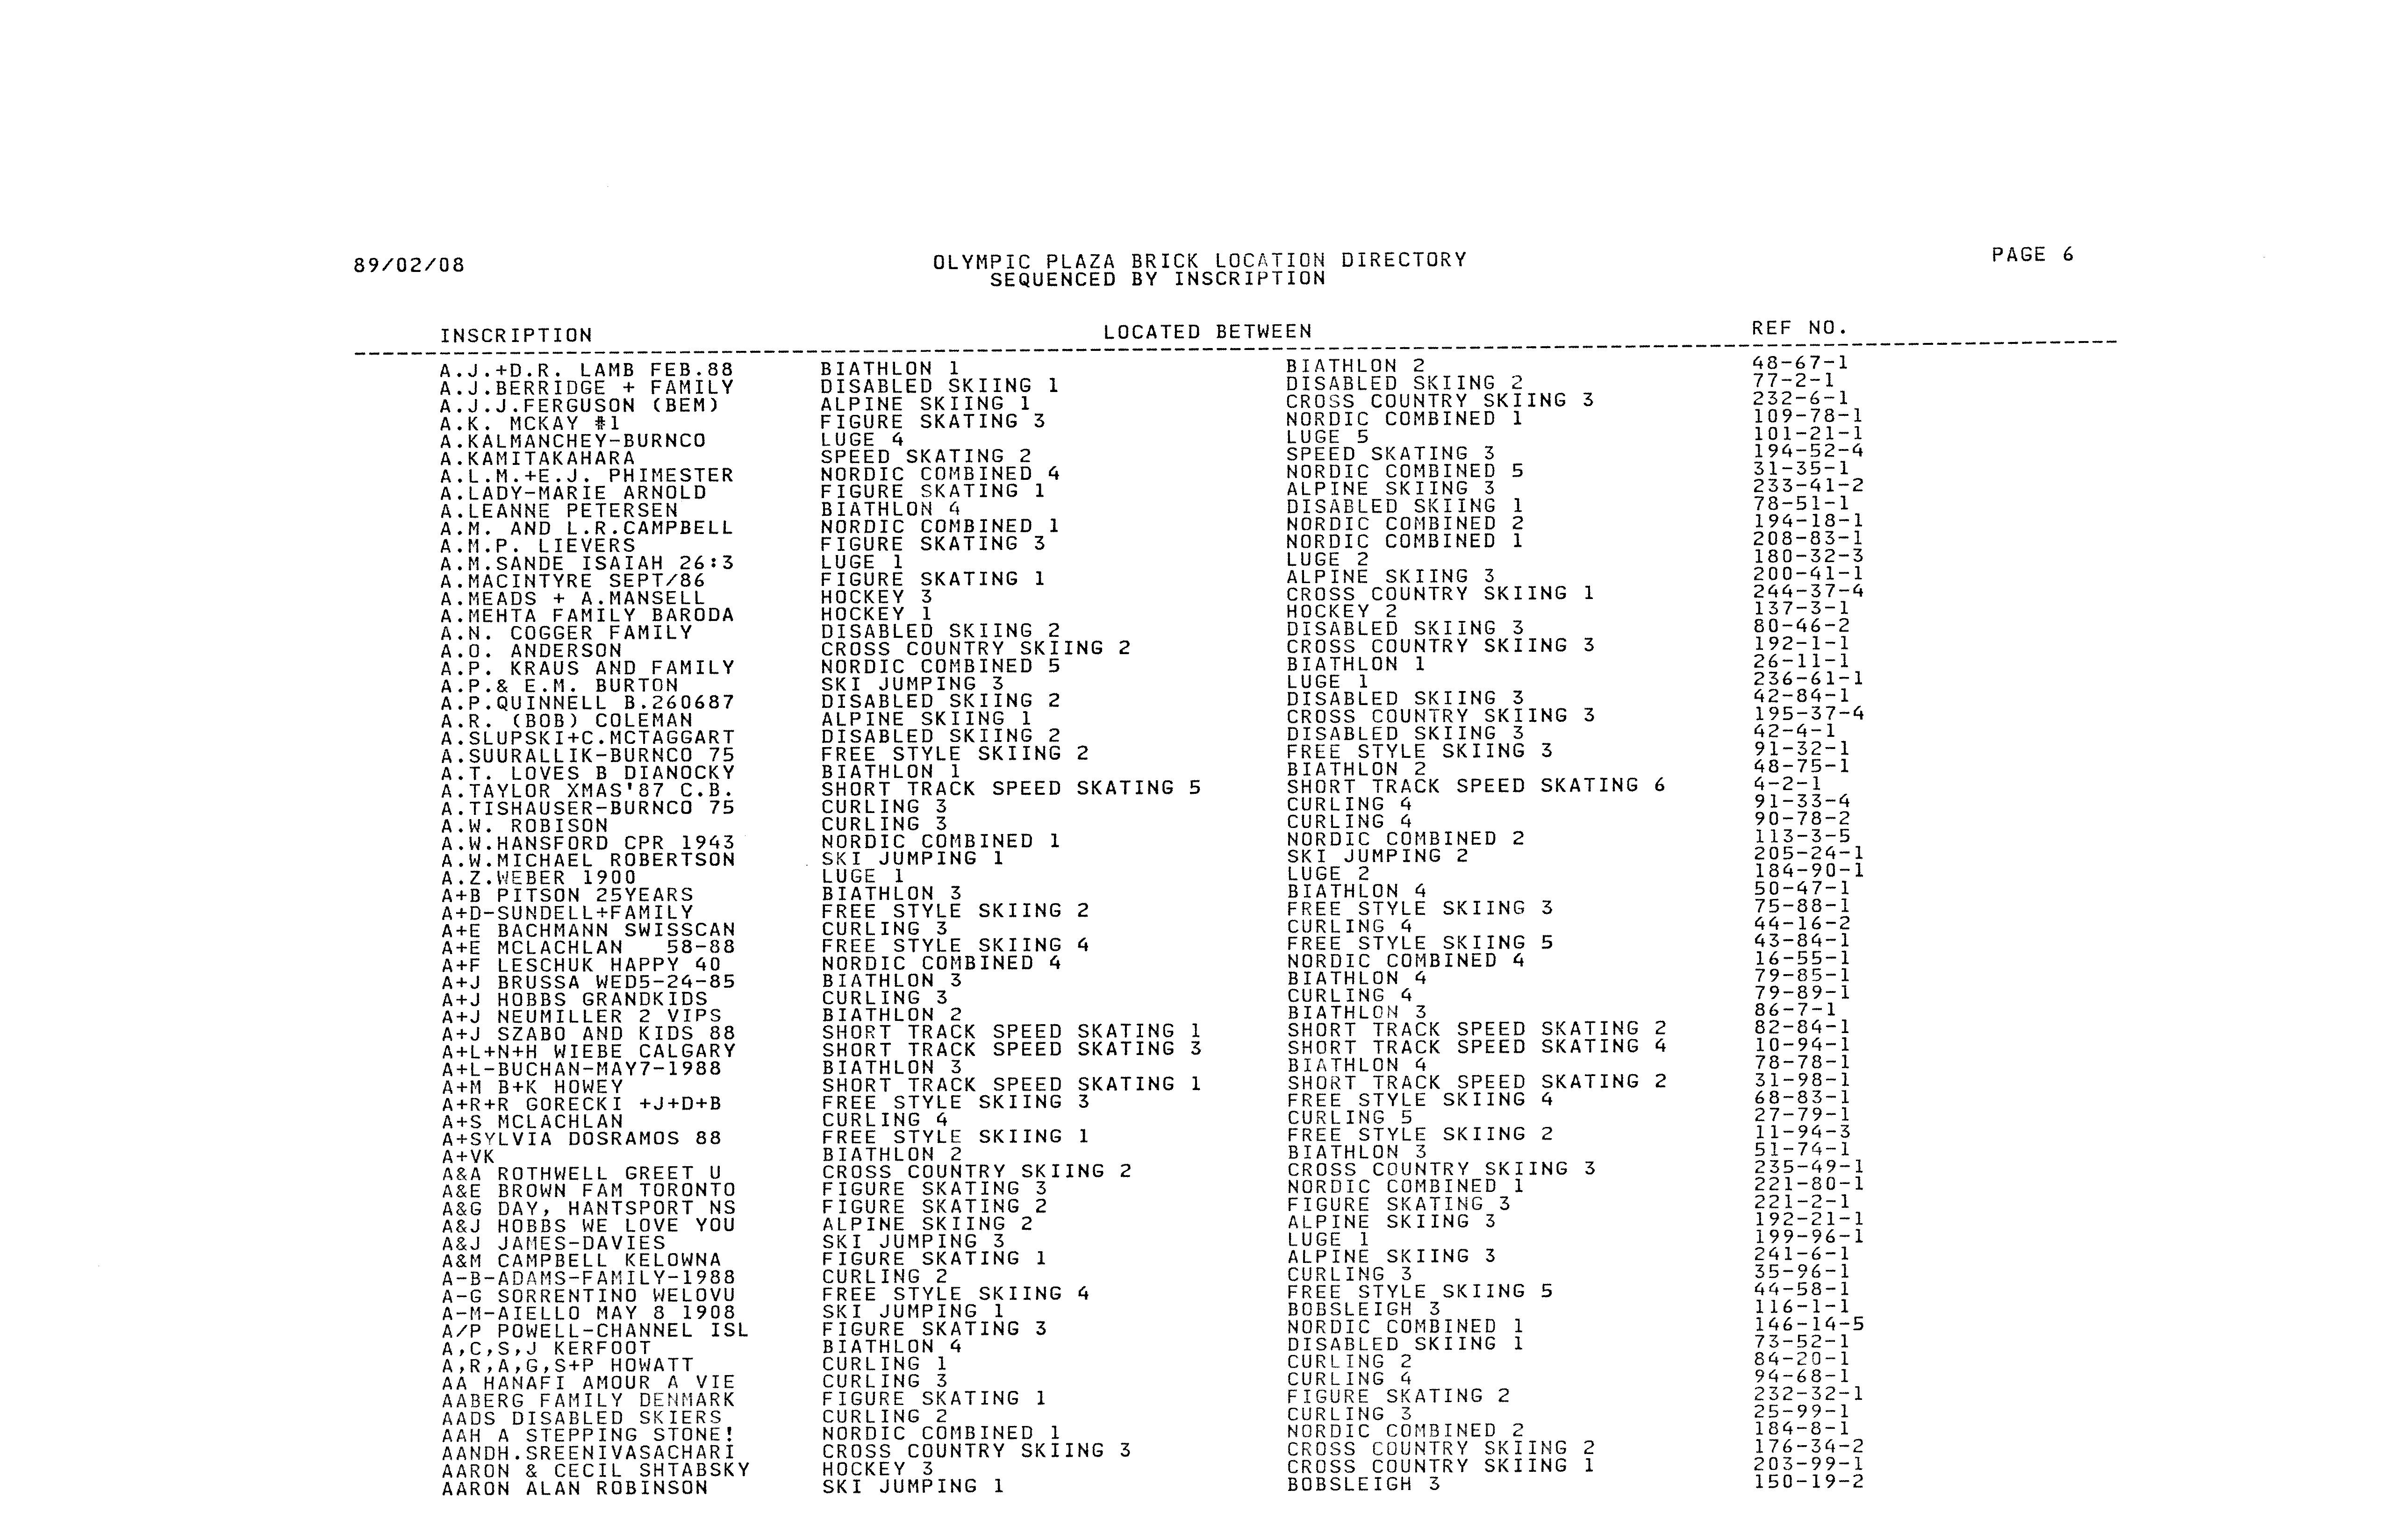 89/02/08 OLYMPIC PLAZA BRICK LOCATION DIRECTORY PAGE 6
SEQUENCED BY INSCRIPTION
INSCRIPTION LOCATED BETWEEN REF NO.
A.J.+D.R. LAMB FEB.88 BIATHLON 1 BIATHLON 2 48-67-1
A.J.BERRIDGE + FAMILY DISABLED SKIING 1 DISABLED SKIING 2 77-2-1
A.J.J.FERGUSON (BEM) ALPINE SKIING 1 CROSS COUNTRY SKIING 3 232-6-1
A.K. MCKAY #1 FIGURE SKATING 3 NORDIC COMBINED 1 109-78-1
A.KALMANCHEY-BURNCO LUGE 4 LUGE 5 101-21-1
A.KAMITAKAHARA SPEED SKATING 2 SPEED SKATING 3 194-52-4
A.L.M.+E.J. PHIMESTER NORDIC COMBINED 4 NORDIC COMBINED 5 31-35-1
A.LADY-MARIE ARNOLD FIGURE SKATING 1 ALPINE SKIING 3 233-41-2
A.LEANNE PETERSEN BIATHLON 4 DISABLED SKIING 1 78-51-1
A.M. AND L.R.CAMPBELL NORDIC COMBINED 1 NORDIC COMBINED 2 194-18-1
A.M.P. LIEVERS FIGURE SKATING 3 NORDIC COMBINED 1 208-83-1
A.M.SANDE ISAIAH 26:3 LUGE 1 LUGE 2 180-32-3
A.MACINTYRE SEPT/86 FIGURE SKATING 1 ALPINE SKIING 3 200-41-1
A.MEADS + A.MANSELL HOCKEY 3 CROSS COUNTRY SKIING 1 244-37-4
A.MEHTA FAMILY BARODA HOCKEY 1 HOCKEY 2 137-3-1
A.N. COGGER FAMILY DISABLED SKIING 2 DISABLED SKIING 3 80-46-2
A.O. ANDERSON CROSS COUNTRY SKIING 2 CROSS COUNTRY SKIING 3 192-1-1
A.P. KRAUS AND FAMILY NORDIC COMBINED 5 BIATHLON 1 26-11-1
A.P.& E.M. BURTON SKI JUMPING 3 LUGE 1 236-61-1
A.P.QUINNELL B.260687 DISABLED SKIING 2 DISABLED SKIING 3 42-84-1
A.R. (BOB) COLEMAN ALPINE SKIING 1 CROSS COUNTRY SKIING 3 195-37-4
A.SLUPSKI+C.MCTAGGART DISABLED SKIING 2 DISABLED SKIING 3 42-4-1
A.SUURALLIK-BURNCO 75 FREE STYLE SKIING 2 FREE STYLE SKIING 3 91-32-1
A.T. LOVES B DIANOCKY BIATHLON 1 BIATHLON 2 48-75-1
A.TAYLOR XMAS'87 C.B. SHORT TRACK SPEED SKATING 5 SHORT TRACK SPEED SKATING 6 4-2-1
A.TISHAUSER-BURNCO 75 CURLING 3 CURLING 4 91-33-4
A.W. ROBISON CURLING 3 CURLING 4 90-78-2
A.W.HANSFORD CPR 1943 NORDIC COMBINED 1 NORDIC COMBINED 2 113-3-5
A.W.MICHAEL ROBERTSON SKI JUMPING 1 SKI JUMPING 2 205-24-1
A.Z.WEBER 1900 LUGE 1 LUGE 2 184-90-1
A+B PITSON 25YEARS BIATHLON 3 BIATHLON 4 50-47-1
A+D-SUNDELL+FAMILY FREE STYLE SKIING 2 FREE STYLE SKIING 3 75-88-1
A+E BACHMANN SWISSCAN CURLING 3 CURLING 4 44-16-2
A+E MCLACHLAN 58-88 FREE STYLE SKIING 4 FREE STYLE SKIING 5 43-84-1
A+F LESCHUK HAPPY 40 NORDIC COMBINED 4 NORDIC COMBINED 4 16-55-1
A+J BRUSSA WED5-24-85 BIATHLON 3 BIATHLON 4 79-85-1
A+J HOBBS GRANDKIDS CURLING 3 CURLING 4 79-89-1
A+J NEUMILLER 2 VIPS BIATHLON 2 BIATHLON 3 86-7-1
A+J SZABO AND KIDS 88 SHORT TRACK SPEED SKATING 1 SHORT TRACK SPEED SKATING 2 82-84-1
A+L+N+H WIEBE CALGARY SHORT TRACK SPEED SKATING 3 SHORT TRACK SPEED SKATING 4 10-94-1
A+L-BUCHAN-MAY7-1988 BIATHLON 3 BIATHLON 4 78-78-1
A+M B+K HOWEY SHORT TRACK SPEED SKATING 1 SHORT TRACK SPEED SKATING 2 31-98-1
A+R+R GORECKI +J+D+B FREE STYLE SKIING 3 FREE STYLE SKIING 4 68-83-1
A+S MCLACHLAN CURLING 4 CURLING 5 27-79-1
A+SYLVIA DOSRAMOS 88 FREE STYLE SKIING 1 FREE STYLE SKIING 2 11-94-3
A+VK BIATHLON 2 BIATHLON 3 51-74-1
A&A ROTHWELL GREET U CROSS COUNTRY SKIING 2 CROSS COUNTRY SKIING 3 235-49-1
A&E BROWN FAM TORONTO FIGURE SKATING 3 NORDIC COMBINED 1 221-80-1
A&G DAY, HANTSPORT NS FIGURE SKATING 2 FIGURE SKATING 3 221-2-1
A&J HOBBS WE LOVE YOU ALPINE SKIING 2 ALPINE SKIING 3 192-21-1
A&J JAMES-DAVIES SKI JUMPING 3 LUGE 1 199-96-1
A&M CAMPBELL KELOWNA FIGURE SKATING 1 ALPINE SKIING 3 241-6-1
A-B-ADAMS-FAMILY-1988 CURLING 2 CURLING 3 35-96-1
A-G SORRENTINO WELOVU FREE STYLE SKIING 4 FREE STYLE SKIING 5 44-58-1
A-M-AIELLO MAY 8 1908 SKI JUMPING 1 BOBSLEIGH 3 116-1-1
A/P POWELL-CHANNEL ISL FIGURE SKATING 3 NORDIC COMBINED 1 146-14-5
A,C,S,J KERFOOT BIATHLON 4 DISABLED SKIING 1 73-52-1
A,R,A,G,S+P HOWATT CURLING 1 CURLING 2 84-20-1
AA HANAFI AMOUR A VIE CURLING 3 CURLING 4 94-68-1
AABERG FAMILY DENMARK FIGURE SKATING 1 FIGURE SKATING 2 232-32-1
AADS DISABLED SKIERS CURLING 2 CURLING 3 25-99-1
AAH A STEPPING STONE! NORDIC COMBINED 1 NORDIC COMBINED 2 184-8-1
AANDH.SREENIVASACHARI CROSS COUNTRY SKIING 3 CROSS COUNTRY SKIING 2 176-34-2
AARON & CECIL SHTABSKY HOCKEY 3 CROSS COUNTRY SKIING 1 203-99-1
AARON ALAN ROBINSON SKI JUMPING 1 BOBSLEIGH 3 150-19-2